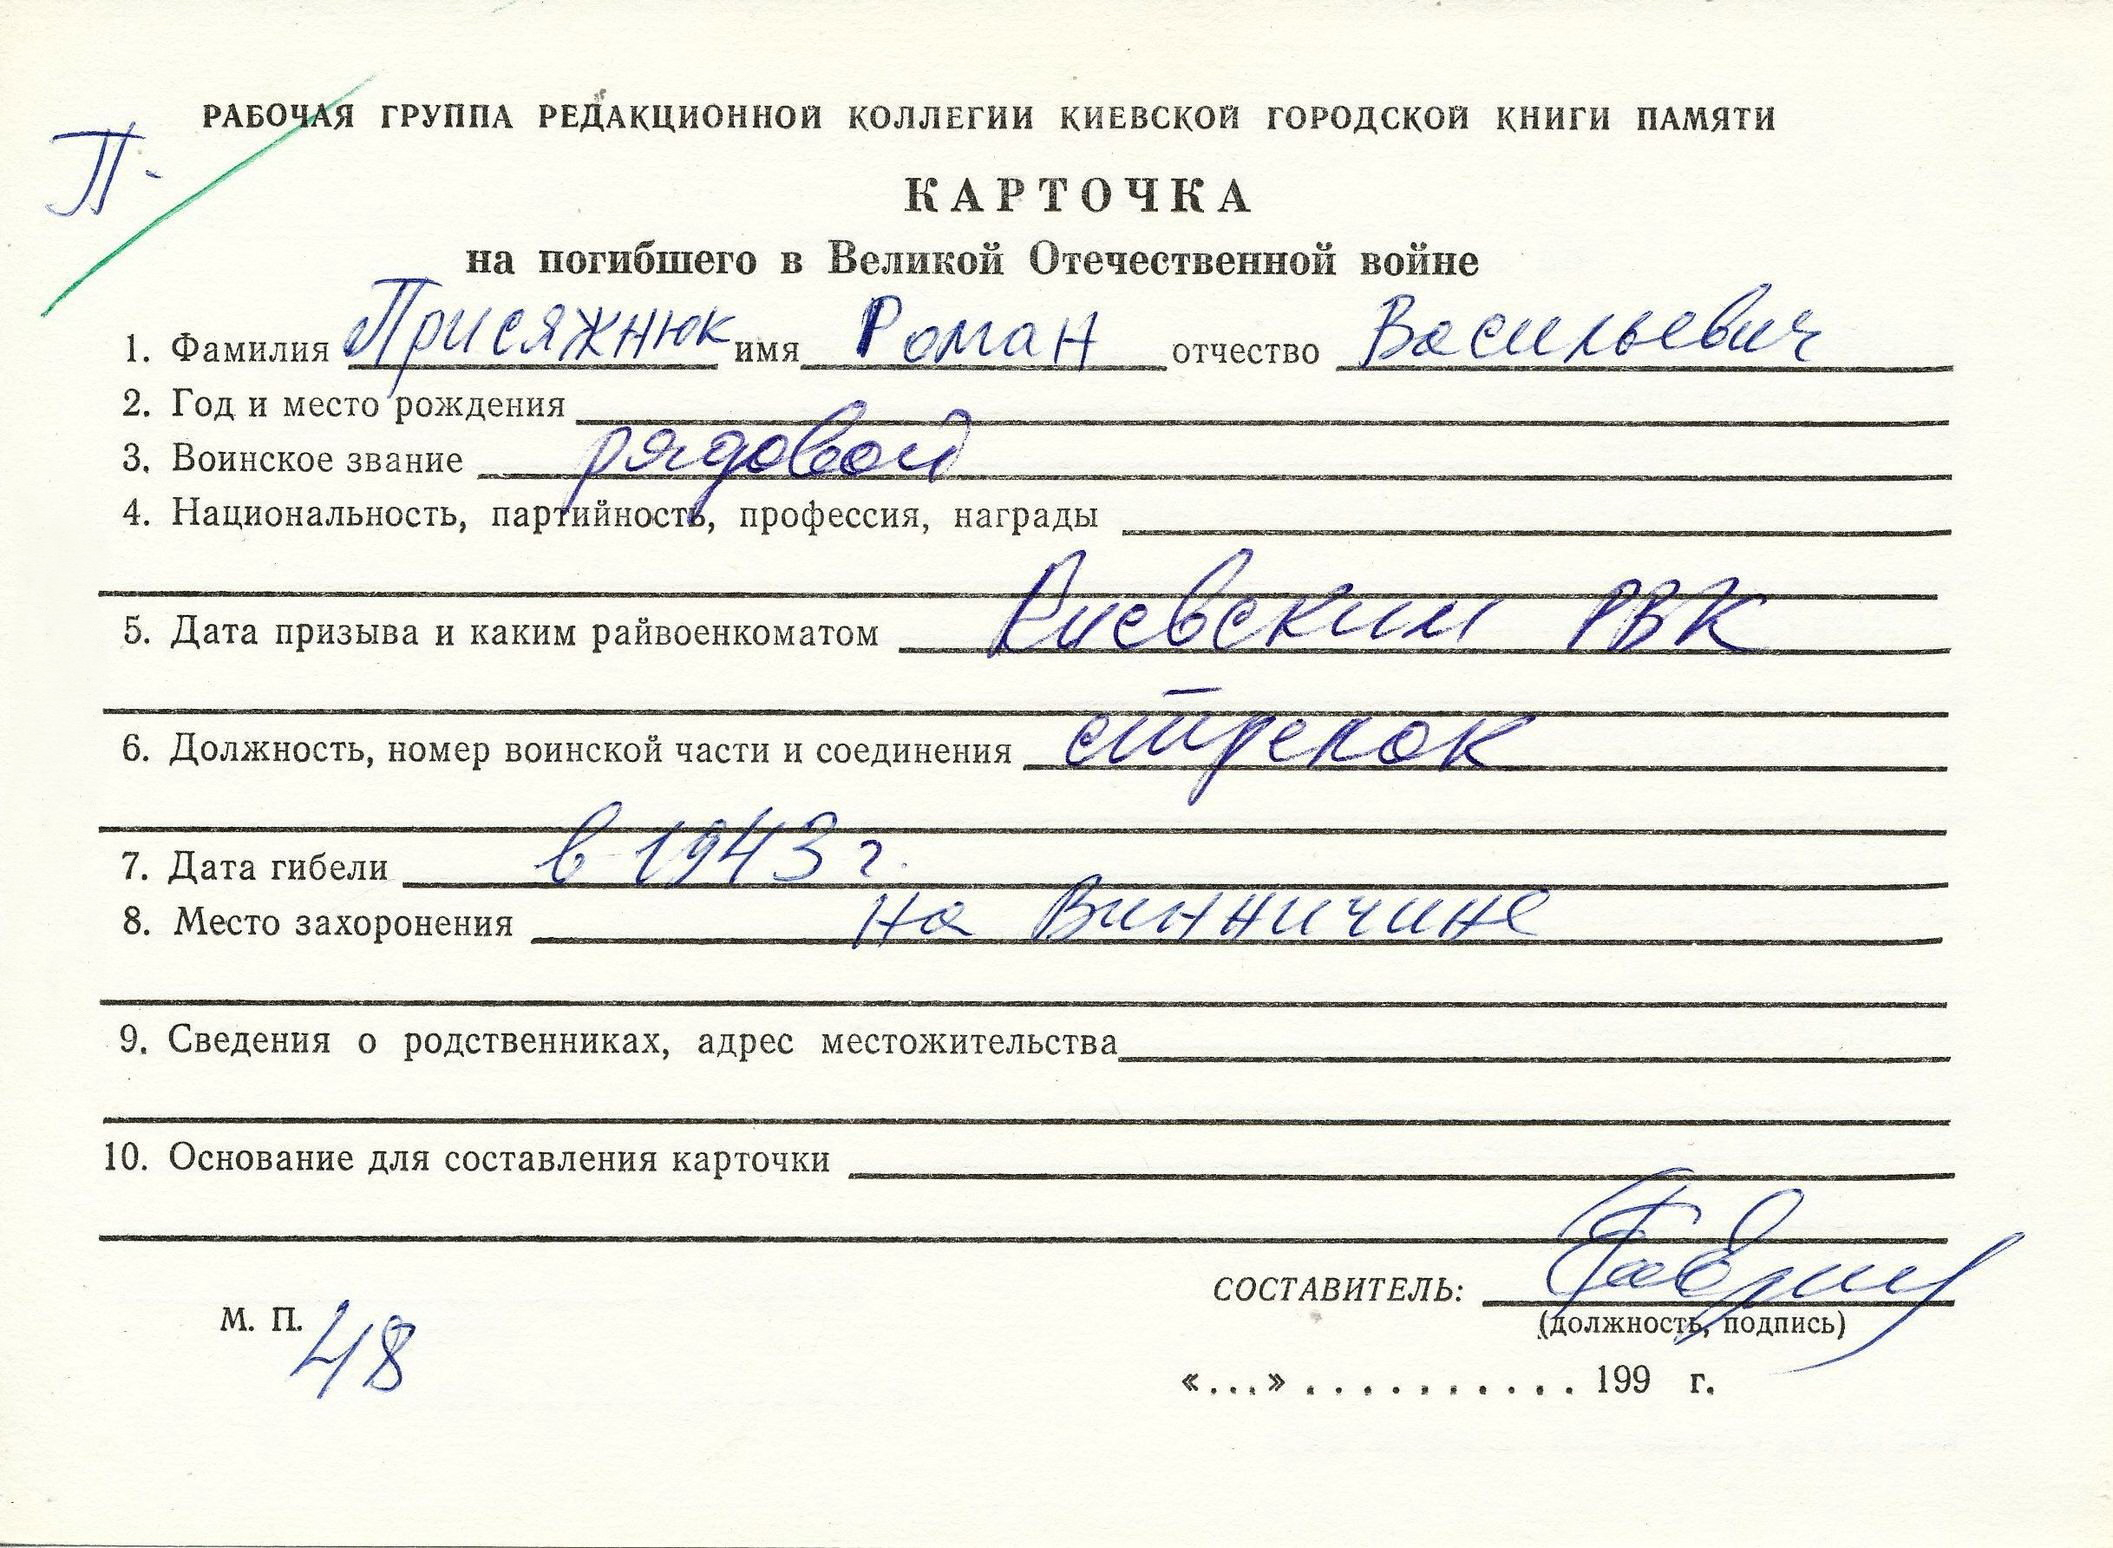 РАБОЧАЯ ГРУППА РЕДАКЦИОННОЙ КОЛЛЕГИИ КИЕВСКОЙ ГОРОДСКОЙ КНИГИ ПАМЯТИ
П-
КАРТОЧКА
на погибшего в Великой Отечественной войне
1. Фамилия Присяжнюк имя Роман отчество Васильевич
2. Год и место рождения
3. Воинское звание рядовой
4. Национальность, партийность, профессия, награды
5. Дата призыва и каким райвоенкоматом Киевским РВК
6. Должность, номер воинской части и соединения стрелок
7. Дата гибели в 1943 г.
8. Место захоронения на Винничине
9. Сведения о родственниках, адрес местожительства
10. Основание для составления карточки
СОСТАВИТЕЛЬ:
(должность, подпись)
М. П. 48
«...» ........... 199 г.